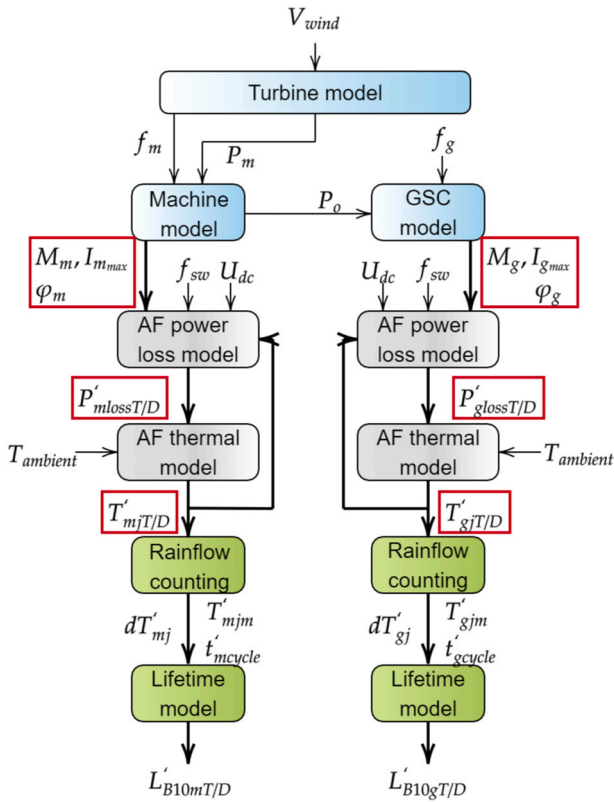 V_wind
Turbine model
f_m
P_m
f_g
Machine
model
P_o
GSC
model
M_m, I_m_max
φ_m
f_sw
U_dc
U_dc
f_sw
M_g, I_g_max
φ_g
AF power
loss model
AF power
loss model
P'_mlossT/D
P'_glossT/D
T_ambient
AF thermal
model
AF thermal
model
T_ambient
T'_mjT/D
T'_gjT/D
Rainflow
counting
Rainflow
counting
dT'_mj
T'_mjm
t'_mcycle
dT'_gj
T'_gjm
t'_gcycle
Lifetime
model
Lifetime
model
L'_B10mT/D
L'_B10gT/D